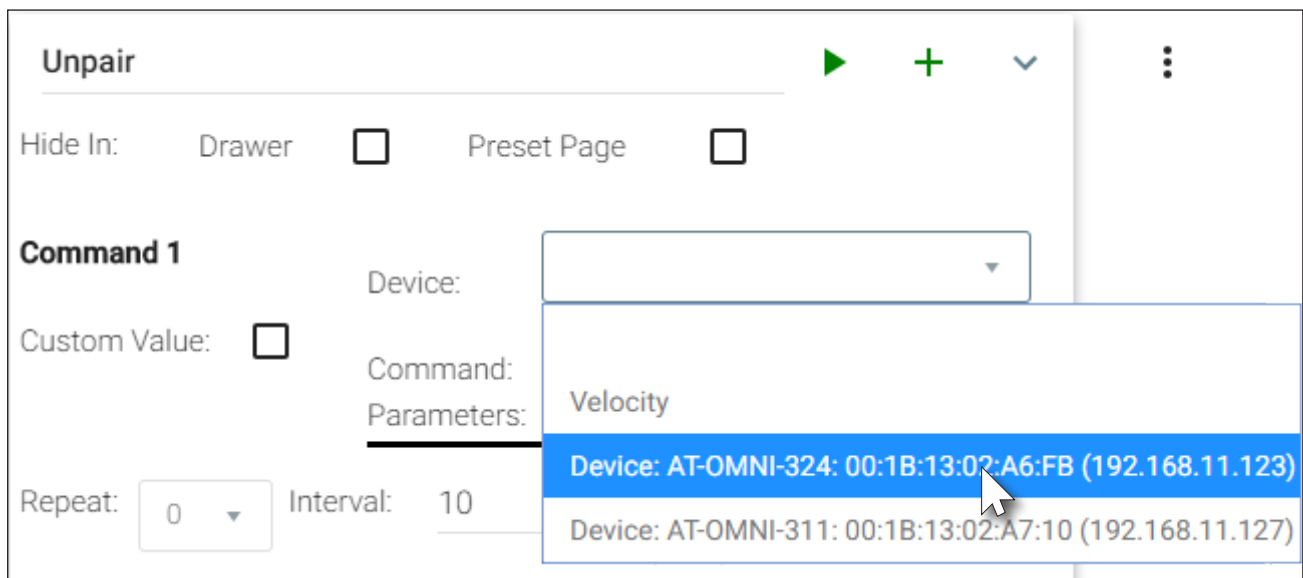 Unpair
Hide In: Drawer Preset Page
Command 1
Device:
Custom Value:
Command:
Parameters:
Velocity
Device: AT-OMNI-324: 00:1B:13:02:A6:FB (192.168.11.123)
Device: AT-OMNI-311: 00:1B:13:02:A7:10 (192.168.11.127)
Repeat: 0 Interval: 10